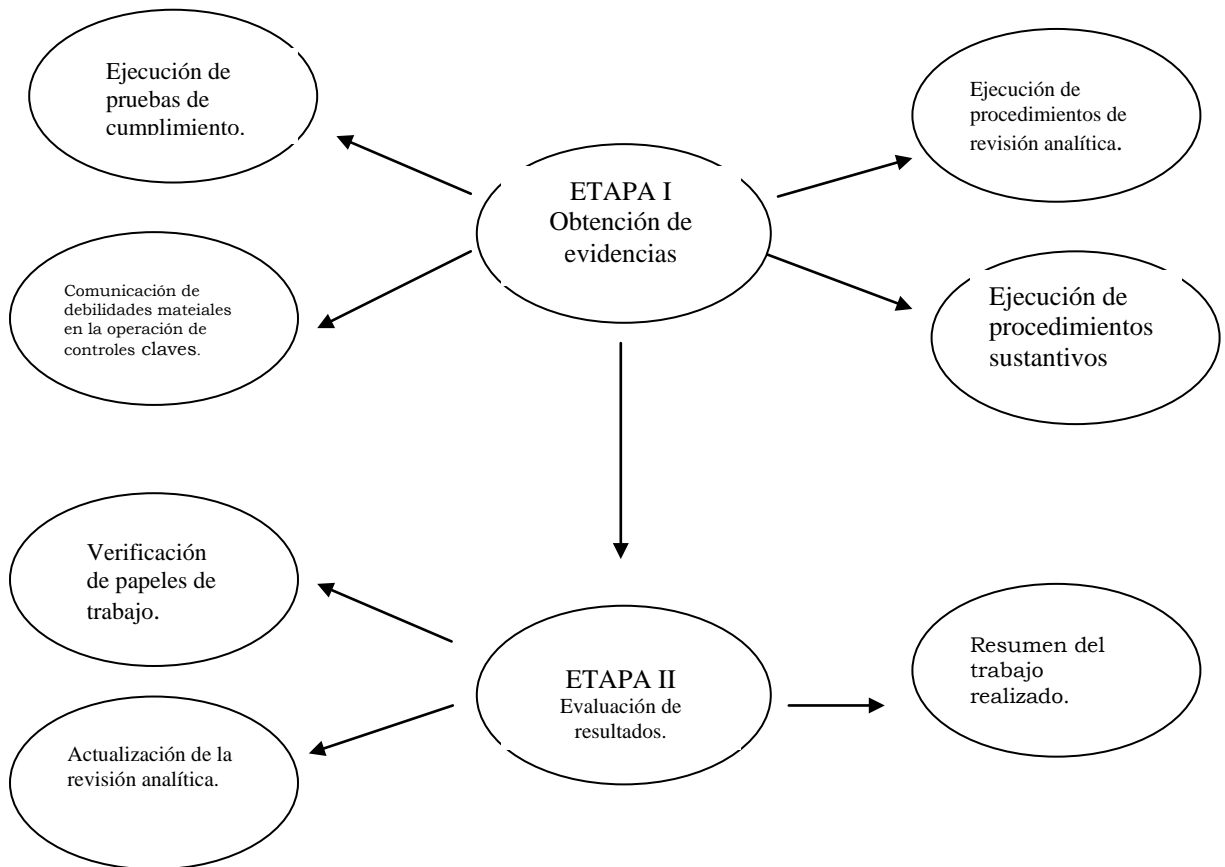 Ejecución de
pruebas de
cumplimiento.
Ejecución de
procedimientos de
revisión analítica.
ETAPA I
Obtención de
evidencias
Comunicación de
debilidades mateiales
en la operación de
controles claves.
Ejecución de
procedimientos
sustantivos
Verificación
de papeles de
trabajo.
ETAPA II
Evaluación de
resultados.
Resumen del
trabajo
realizado.
Actualización de la
revisión analítica.